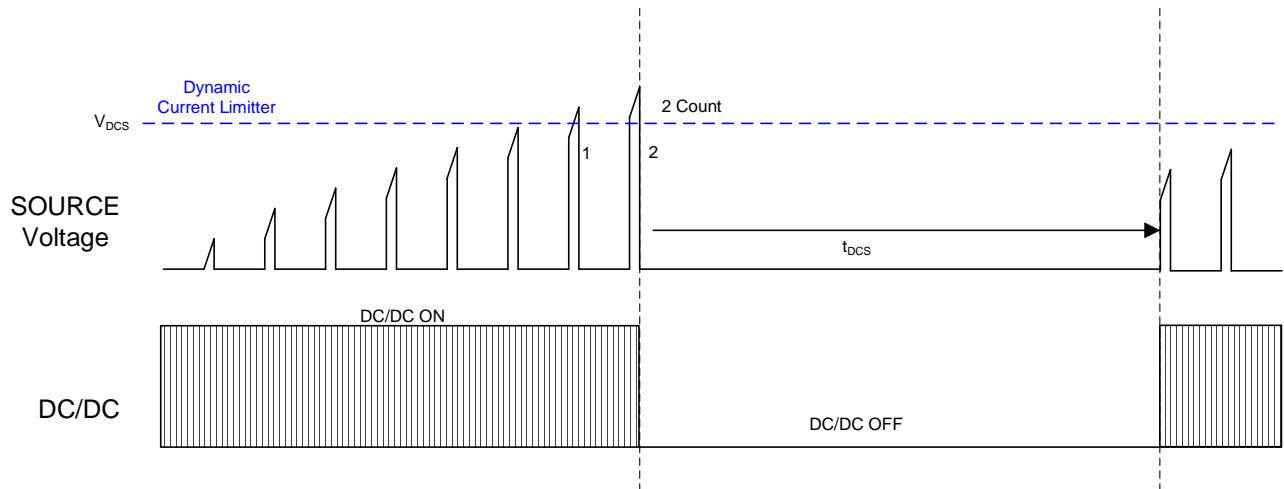 Dynamic
Current Limitter
V_DCS
2 Count
1
2
SOURCE
Voltage
t_DCS
DC/DC ON
DC/DC
DC/DC OFF